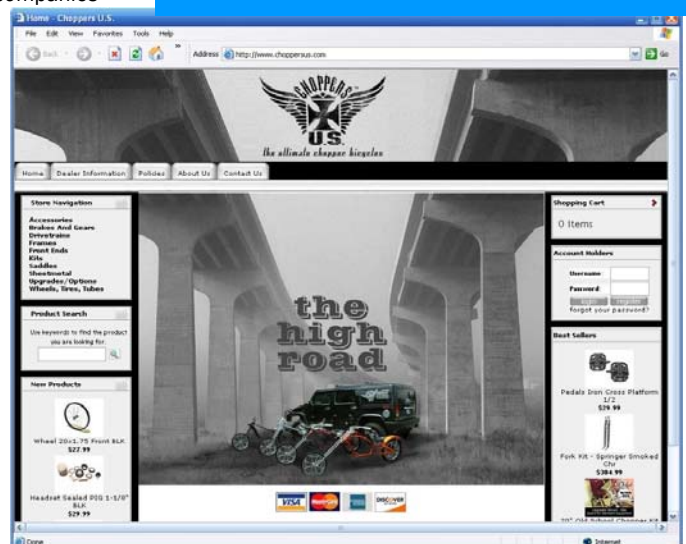 companies
Home - Choppers U.S.
File Edit View Favorites Tools Help
Back
Address http://www.choppersus.com
Go
CHOPPERS
U.S.
the ultimate chopper bicycles
Home Dealer Information Policies About Us Contact Us
Store Navigation
Accessories
Brakes And Gears
Drivetrains
Frames
Front Ends
Kits
Saddles
Sheetmetal
Upgrades/Options
Wheels, Tires, Tubes
Product Search
Use keywords to find the product
you are looking for.
New Products
Wheel 20x1.75 Front BLK
$27.99
Headset Sealed PIG 1-1/8"
BLK
$29.99
the
high
road
VISA MasterCard DISCOVER
Shopping Cart
0 Items
Account Holders
Username
Password
login register
forgot your password?
Best Sellers
Pedals Iron Cross Platform
1/2
$29.99
Fork Kit - Springer Smoked
Chr
$384.99
20" Old School Chopper Kit
Done
Internet